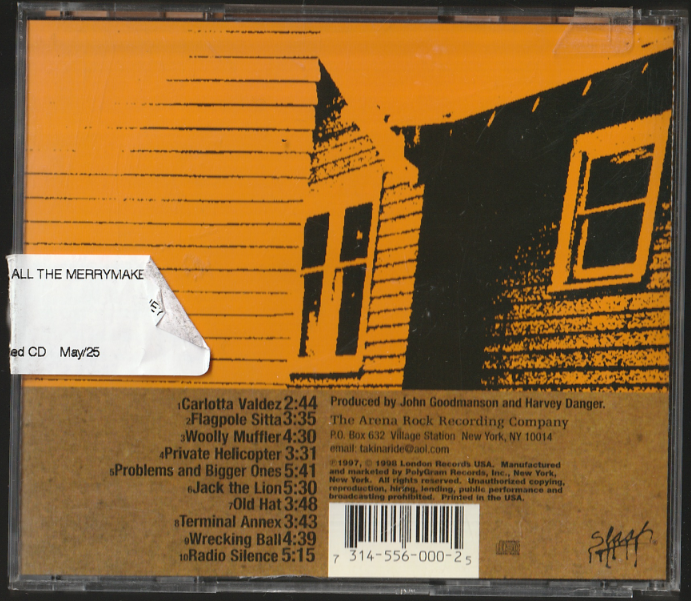 ALL THE MERRYMAKE
ed CD May/25
1Carlotta Valdez 2:44
2Flagpole Sitta 3:35
3Woolly Muffler 4:30
4Private Helicopter 3:31
5Problems and Bigger Ones 5:41
6Jack the Lion 5:30
7Old Hat 3:48
8Terminal Annex 3:43
9Wrecking Ball 4:39
10Radio Silence 5:15
Produced by John Goodmanson and Harvey Danger.
The Arena Rock Recording Company
P.O. Box 632 Village Station New York, NY 10014
email: takinaride@aol.com
℗1997, © 1998 London Records USA. Manufactured
and marketed by PolyGram Records, Inc., New York,
New York. All rights reserved. Unauthorized copying,
reproduction, hiring, lending, public performance and
broadcasting prohibited. Printed in the USA.
7 314-556-000-2 5
slash